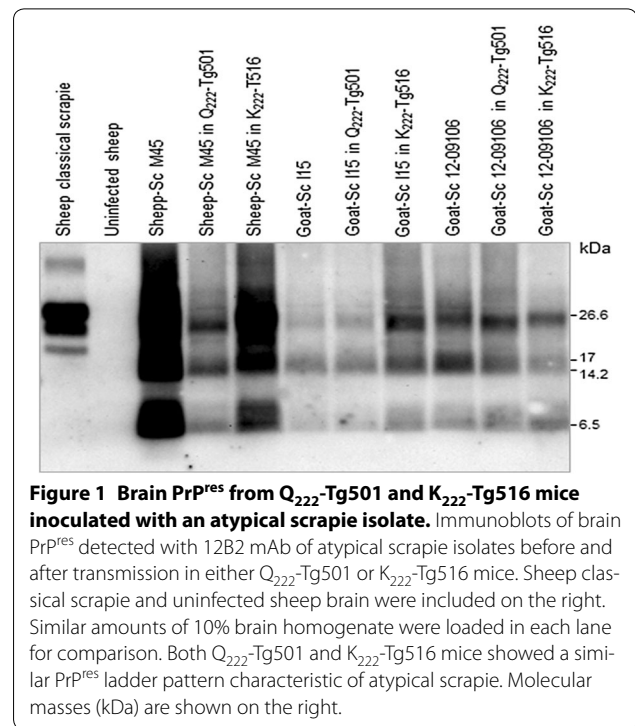 Sheep classical scrapie
Uninfected sheep
Shepp-Sc M45
Sheep-Sc M45 in Q₂₂₂-Tg501
Sheep-Sc M45 in K₂₂₂-T516
Goat-Sc I15
Goat-Sc I15 in Q₂₂₂-Tg501
Goat-Sc I15 in K₂₂₂-Tg516
Goat-Sc 12-09106
Goat-Sc 12-09106 in Q₂₂₂-Tg501
Goat-Sc 12-09106 in K₂₂₂-Tg516
kDa
-26.6
-17
-14.2
-6.5
Figure 1 Brain PrPʳᵉˢ from Q₂₂₂-Tg501 and K₂₂₂-Tg516 mice
inoculated with an atypical scrapie isolate. Immunoblots of brain
PrPʳᵉˢ detected with 12B2 mAb of atypical scrapie isolates before and
after transmission in either Q₂₂₂-Tg501 or K₂₂₂-Tg516 mice. Sheep clas-
sical scrapie and uninfected sheep brain were included on the right.
Similar amounts of 10% brain homogenate were loaded in each lane
for comparison. Both Q₂₂₂-Tg501 and K₂₂₂-Tg516 mice showed a simi-
lar PrPʳᵉˢ ladder pattern characteristic of atypical scrapie. Molecular
masses (kDa) are shown on the right.